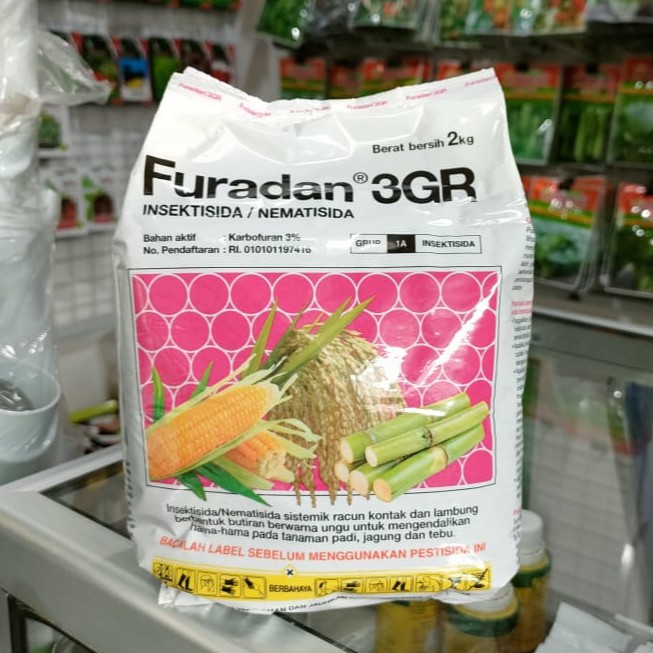 Furadan 3GR
Berat bersih 2kg
Furadan® 3GR
INSEKTISIDA / NEMATISIDA
Bahan aktif : Karbofuran 3%
No. Pendaftaran : RI. 010101197416
GRUP 1A INSEKTISIDA
Insektisida/Nematisida sistemik racun kontak dan lambung
berbentuk butiran berwarna ungu untuk mengendalikan
hama-hama pada tanaman padi, jagung dan tebu.
BACALAH LABEL SEBELUM MENGGUNAKAN PESTISIDA INI
BERBAHAYA